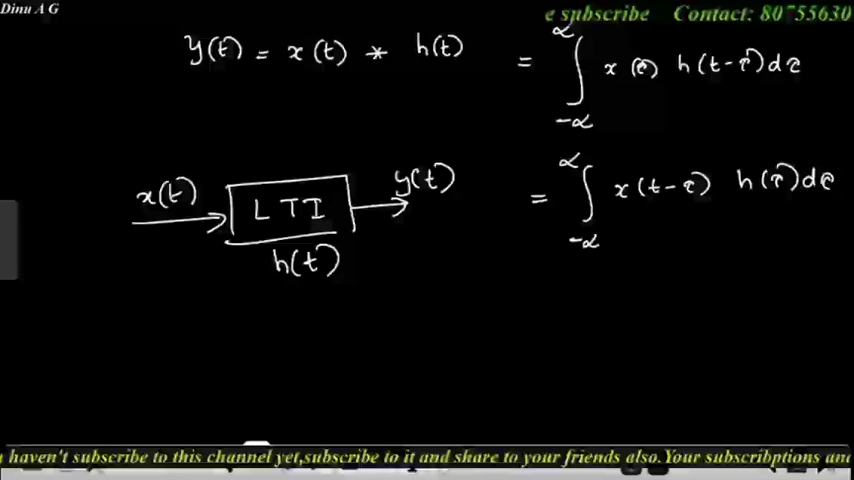 Dinu A G
e subscribe Contact: 80755630
y(t) = x(t) * h(t) = ∫_{-∝}^{∝} x(τ) h(t-τ)dτ
x(t) LTI y(t) = ∫_{-∝}^{∝} x(t-τ) h(τ)dτ
h(t)
haven't subscribe to this channel yet,subscribe to it and share to your friends also.Your subscribptions and